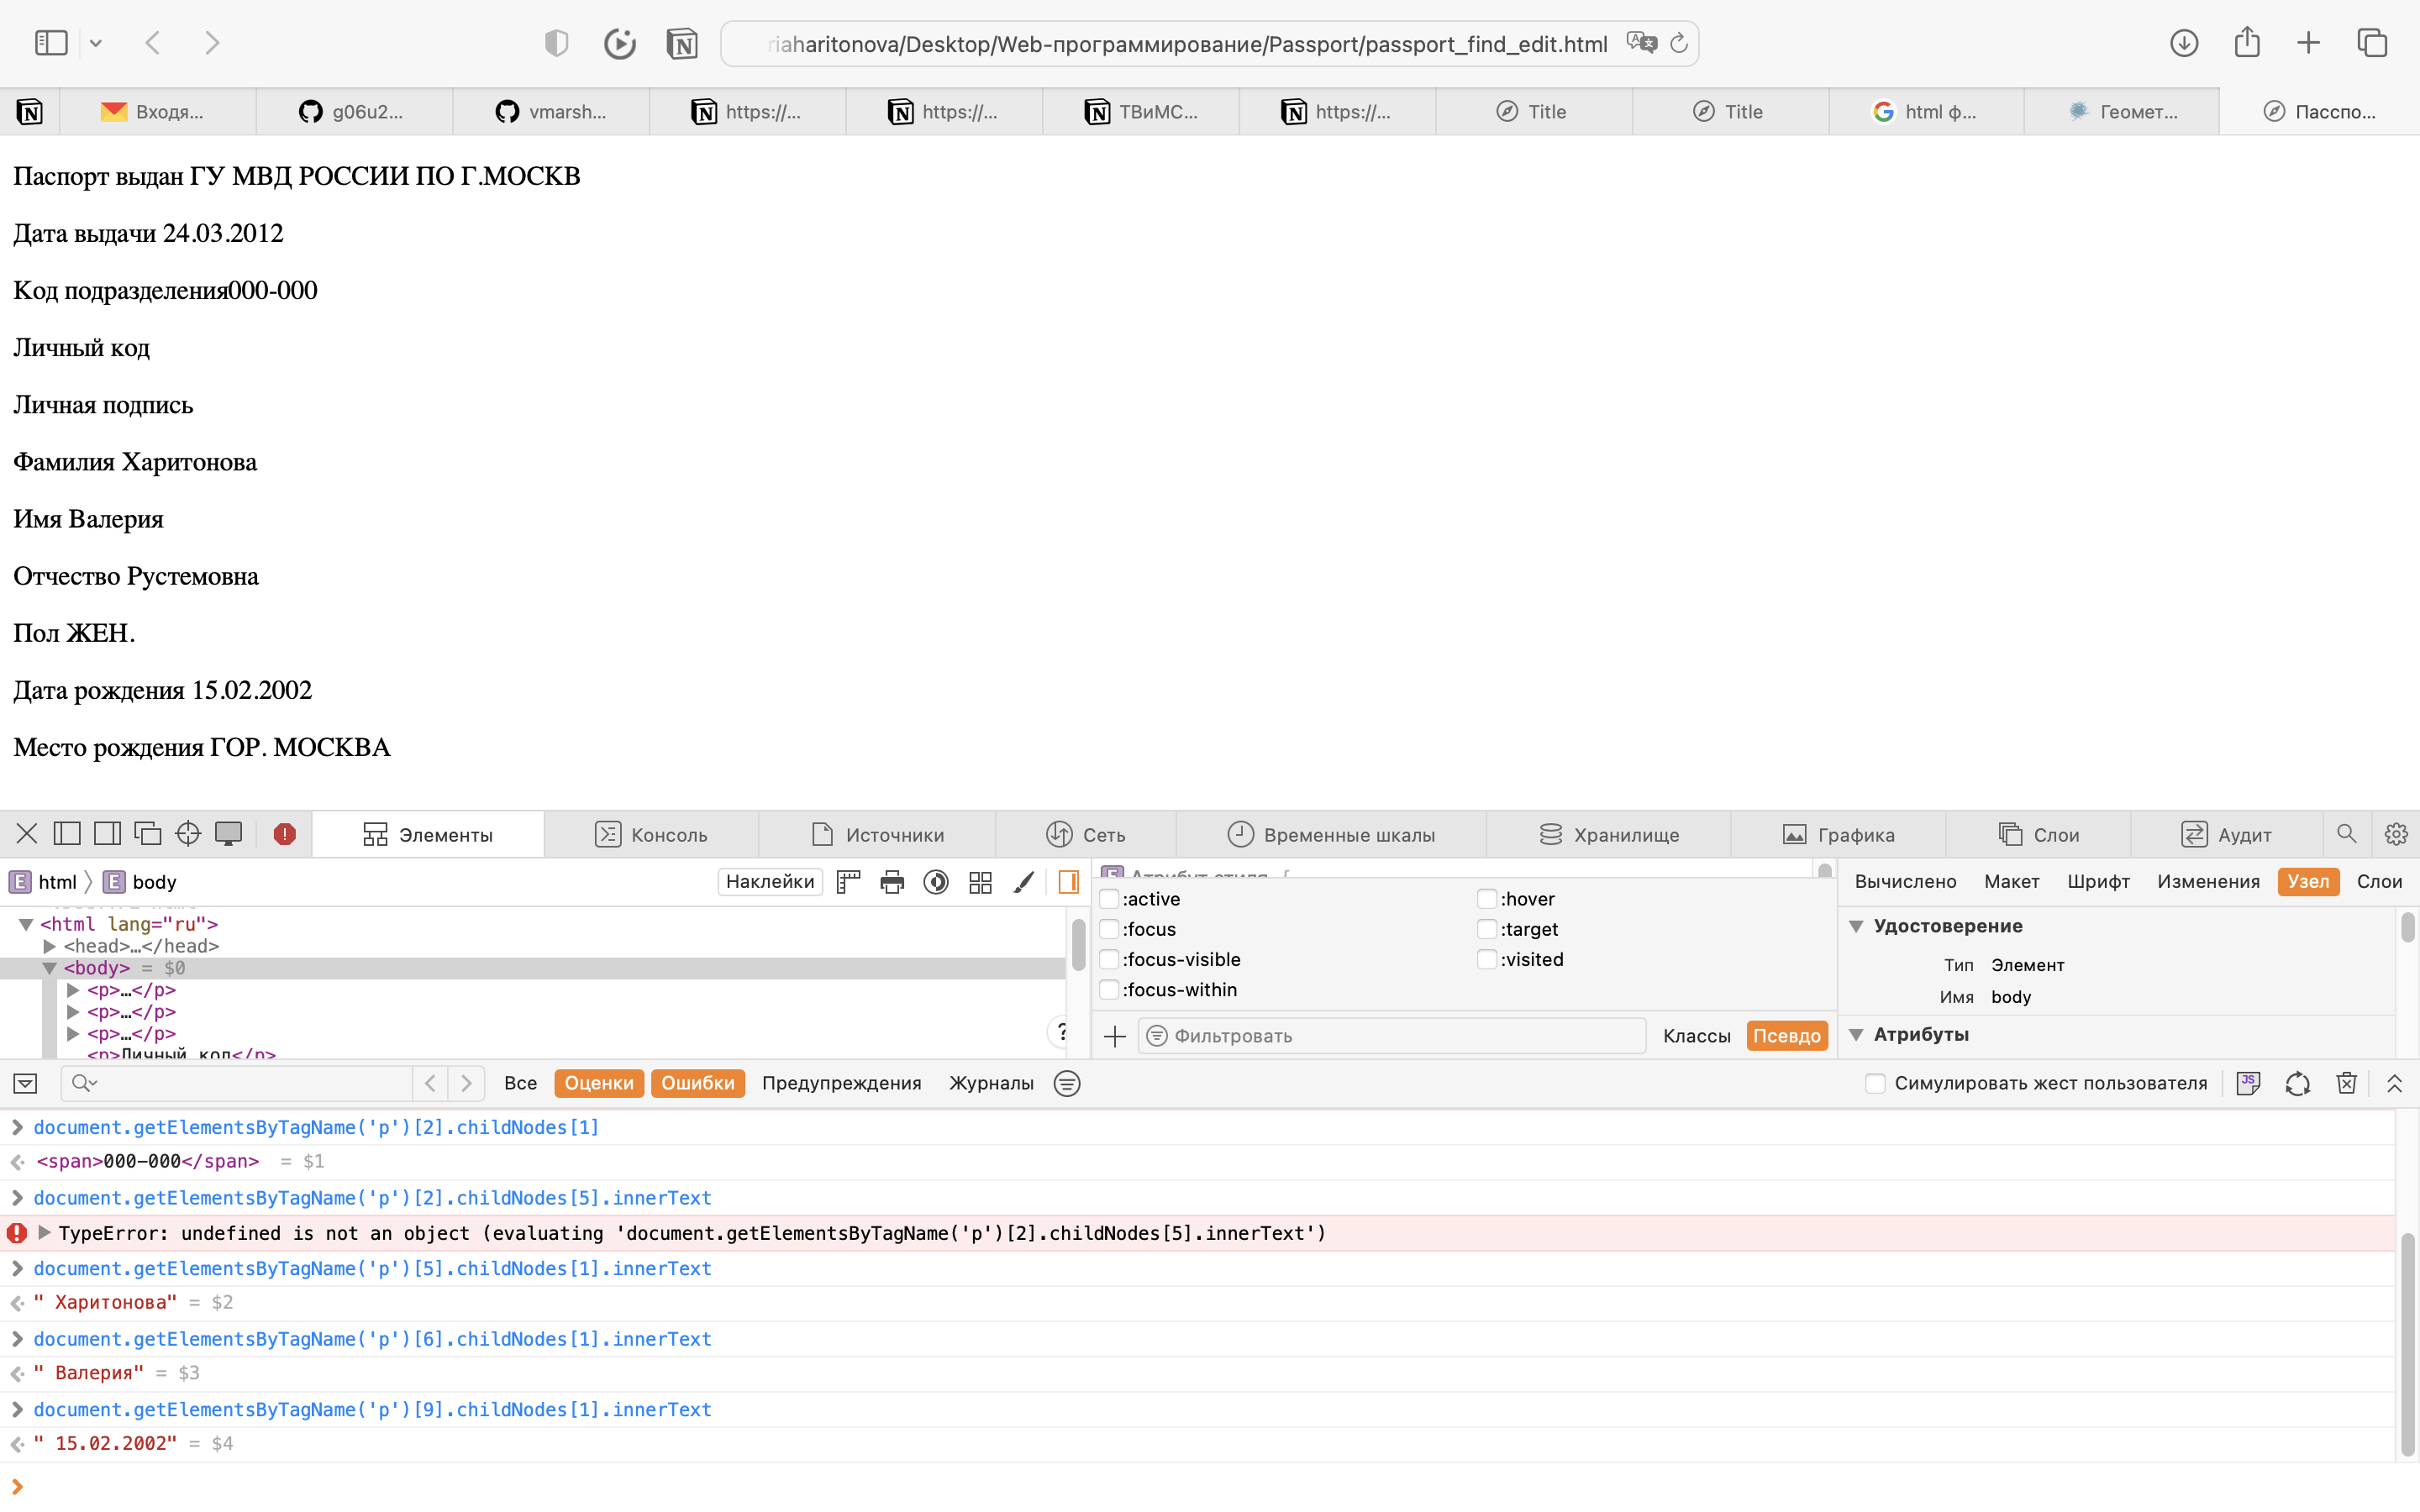 riaharitonova/Desktop/Web-программирование/Passport/passport_find_edit.html
Входя... g06u2... vmarsh... https://... https://... ТВиМС... https://... Title Title html ф... Геомет... Пасспо...
Паспорт выдан ГУ МВД РОССИИ ПО Г.МОСКВ
Дата выдачи 24.03.2012
Код подразделения000-000
Личный код
Личная подпись
Фамилия Харитонова
Имя Валерия
Отчество Рустемовна
Пол ЖЕН.
Дата рождения 15.02.2002
Место рождения ГОР. МОСКВА
Элементы Консоль Источники Сеть Временные шкалы Хранилище Графика Слои Аудит
E html E body Наклейки
<html lang="ru">
<head>…</head>
<body> = $0
<p>…</p>
<p>…</p>
<p>…</p>
<p>Личный код</p>
?
E Атрибут стиля {
:active :hover
:focus :target
:focus-visible :visited
:focus-within
Фильтровать Классы Псевдо
Вычислено Макет Шрифт Изменения Узел Слои
Удостоверение
Тип Элемент
Имя body
Атрибуты
Все Оценки Ошибки Предупреждения Журналы Симулировать жест пользователя JS
document.getElementsByTagName('p')[2].childNodes[1]
<span>000-000</span> = $1
document.getElementsByTagName('p')[2].childNodes[5].innerText
TypeError: undefined is not an object (evaluating 'document.getElementsByTagName('p')[2].childNodes[5].innerText')
document.getElementsByTagName('p')[5].childNodes[1].innerText
" Харитонова" = $2
document.getElementsByTagName('p')[6].childNodes[1].innerText
" Валерия" = $3
document.getElementsByTagName('p')[9].childNodes[1].innerText
" 15.02.2002" = $4